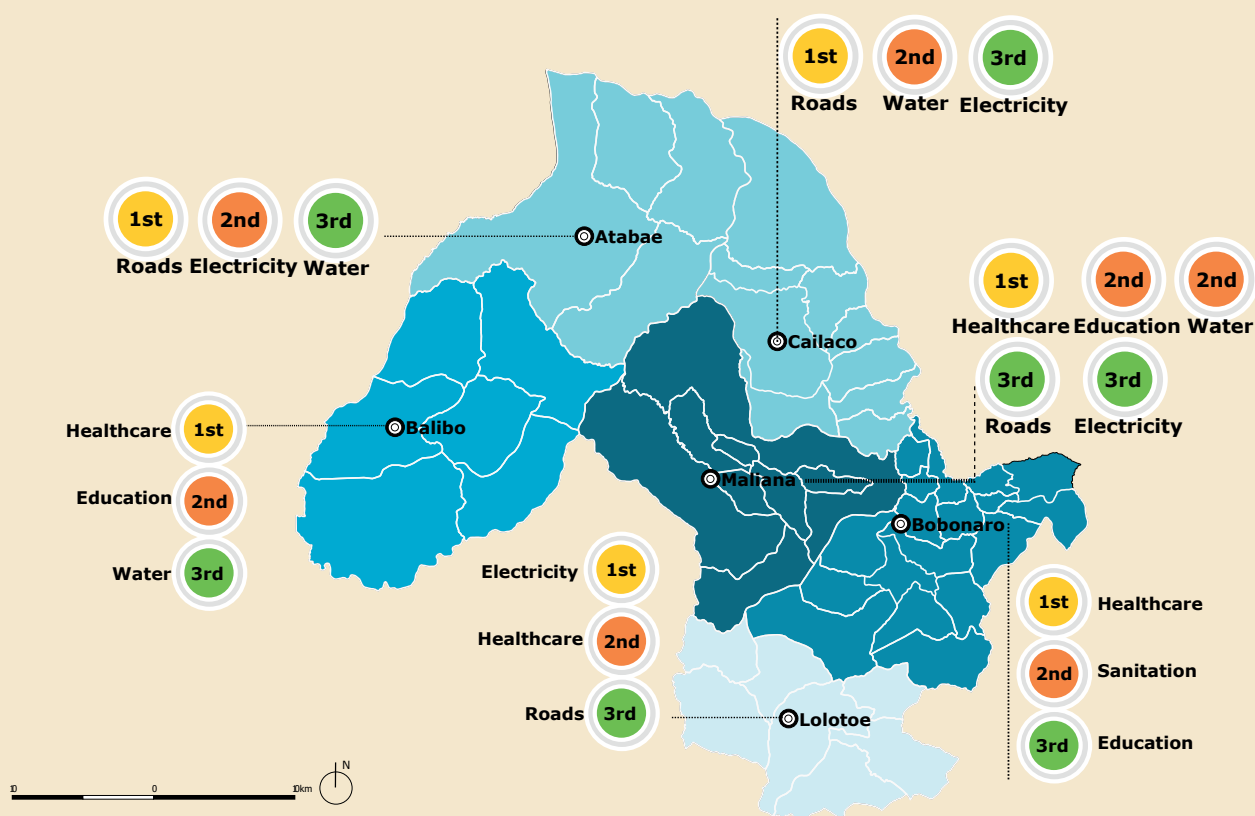 1st 2nd 3rd
Roads Water Electricity
1st 2nd 3rd
Roads Electricity Water
Atabae
1st 2nd 2nd
Healthcare Education Water
3rd 3rd
Roads Electricity
Cailaco
Healthcare 1st
Education 2nd
Water 3rd
Balibo
Maliana
Bobonaro
Electricity 1st
Healthcare 2nd
Roads 3rd
1st Healthcare
2nd Sanitation
3rd Education
Lolotoe
N
10 0 10km